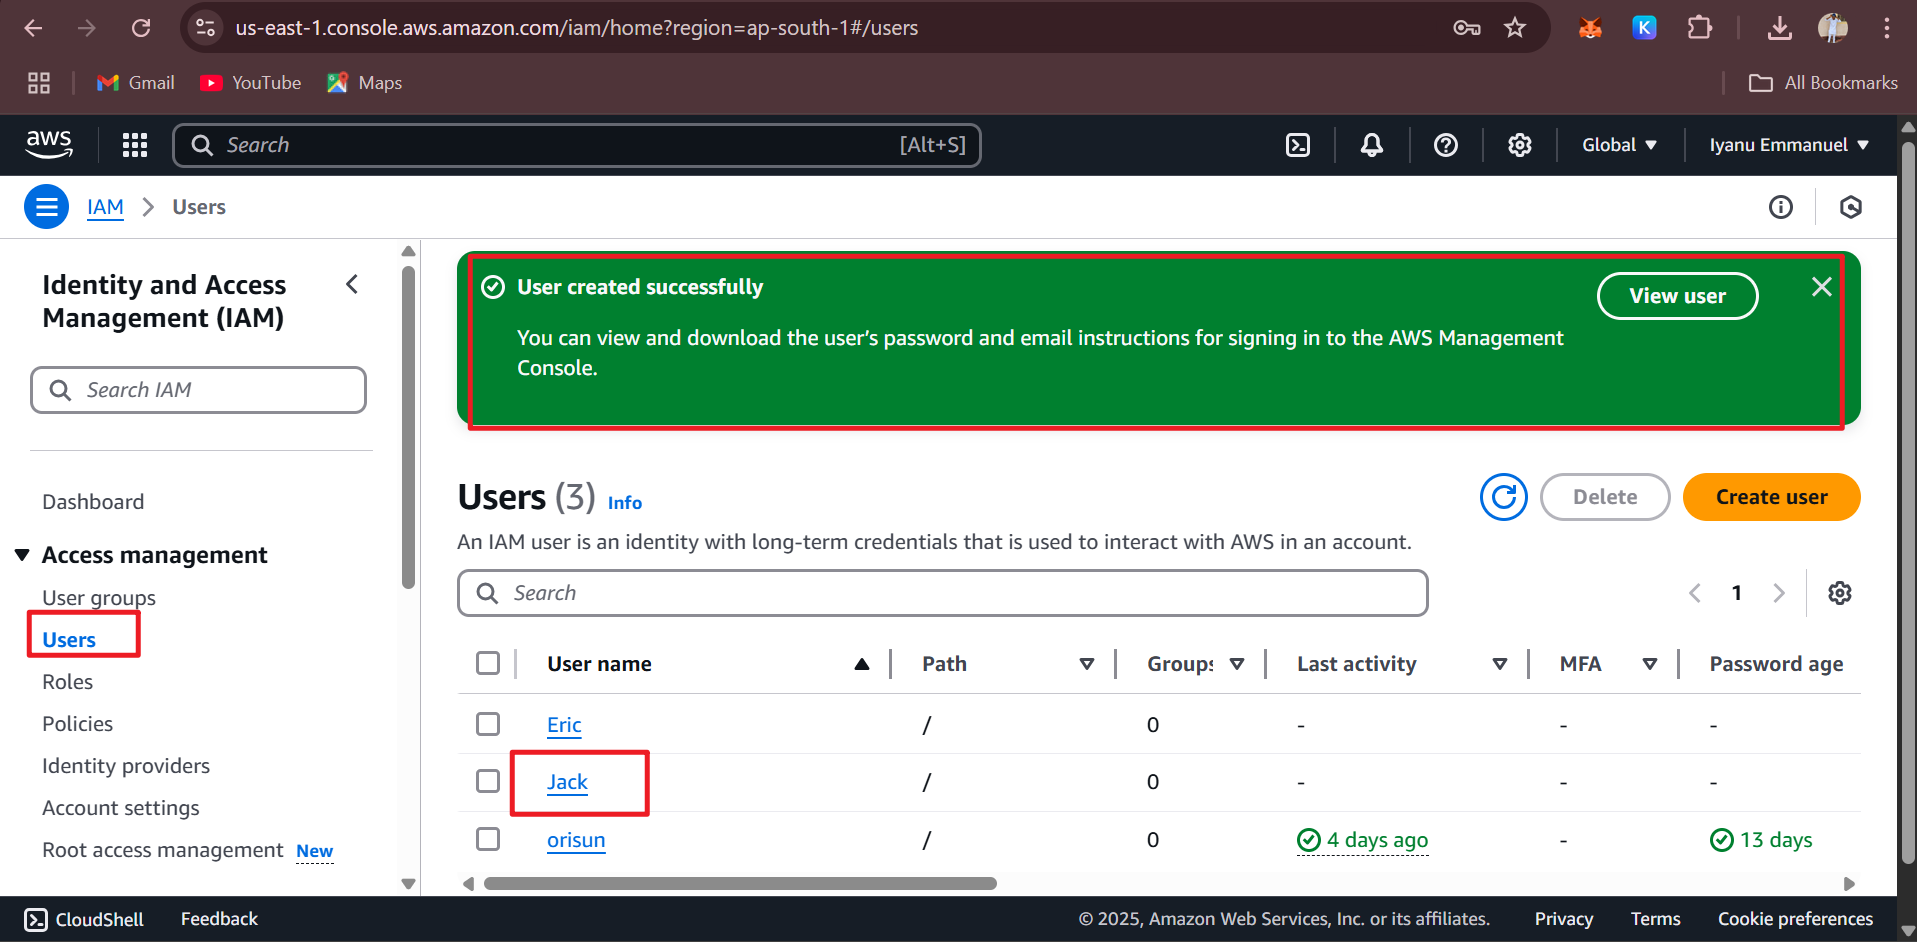 us-east-1.console.aws.amazon.com/iam/home?region=ap-south-1#/users
K
Gmail
YouTube
Maps
All Bookmarks
aws
Search
[Alt+S]
Global
Iyanu Emmanuel
IAM
Users
Identity and Access
Management (IAM)
Search IAM
Dashboard
Access management
User groups
Users
Roles
Policies
Identity providers
Account settings
Root access management New
User created successfully
View user
You can view and download the user’s password and email instructions for signing in to the AWS Management
Console.
Users (3) Info
Delete
Create user
An IAM user is an identity with long-term credentials that is used to interact with AWS in an account.
Search
1
User name Path Groups Last activity MFA Password age
Eric / 0 - - -
Jack / 0 - - -
orisun / 0 4 days ago - 13 days
CloudShell Feedback © 2025, Amazon Web Services, Inc. or its affiliates. Privacy Terms Cookie preferences